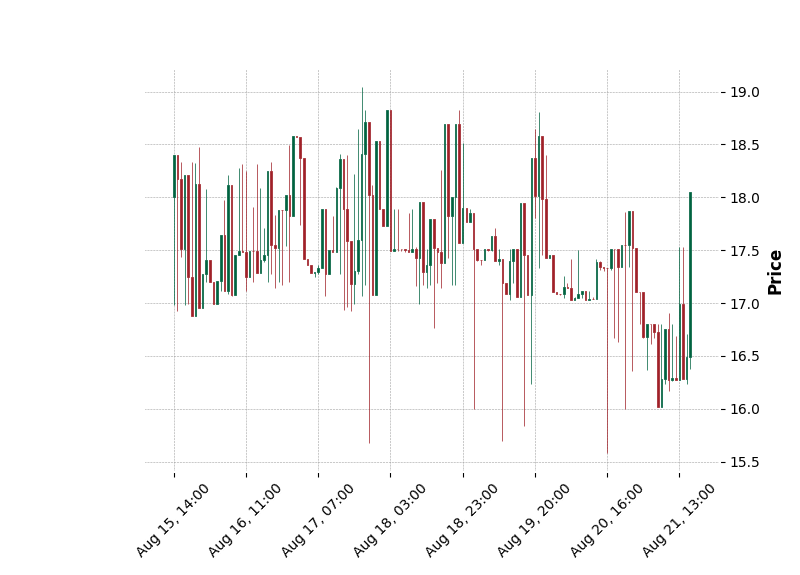 19.0
18.5
18.0
17.5
17.0
16.5
16.0
15.5
Price
Aug 15, 14:00
Aug 16, 11:00
Aug 17, 07:00
Aug 18, 03:00
Aug 18, 23:00
Aug 19, 20:00
Aug 20, 16:00
Aug 21, 13:00